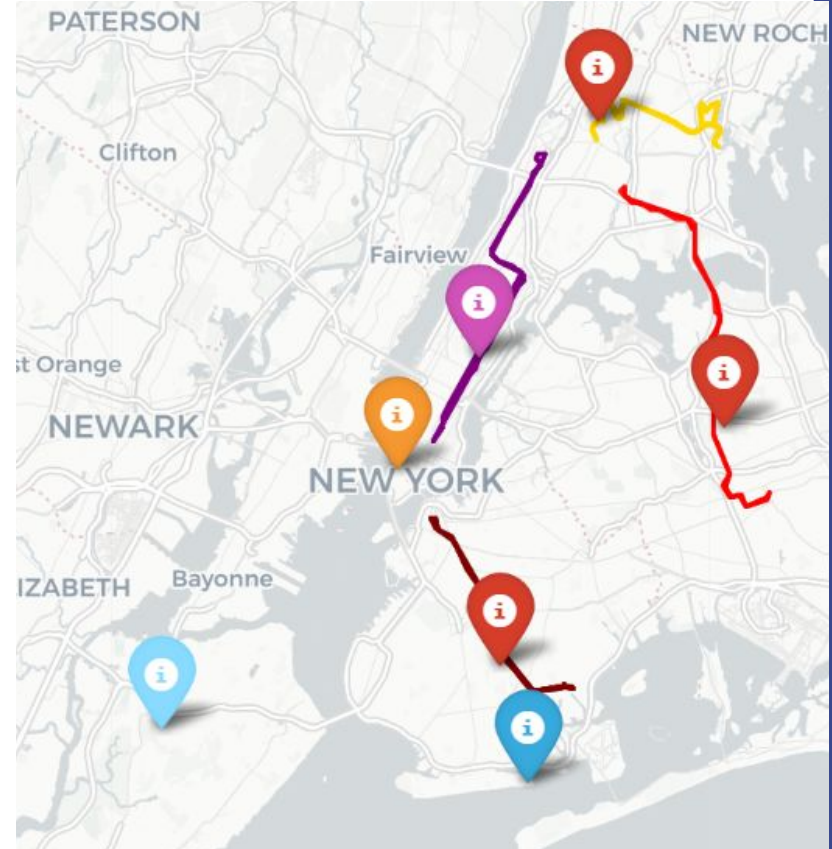 PATERSON
NEW ROCH
Clifton
Fairview
st Orange
NEWARK
NEW YORK
IZABETH
Bayonne
i
i
i
i
i
i
i